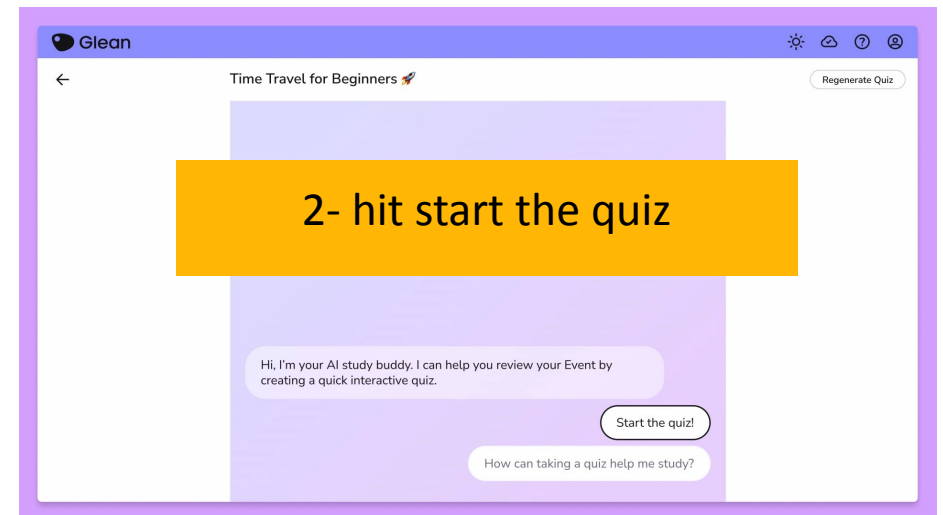 Glean
Time Travel for Beginners 🚀
Regenerate Quiz
2- hit start the quiz
Hi, I'm your AI study buddy. I can help you review your Event by
creating a quick interactive quiz.
Start the quiz!
How can taking a quiz help me study?